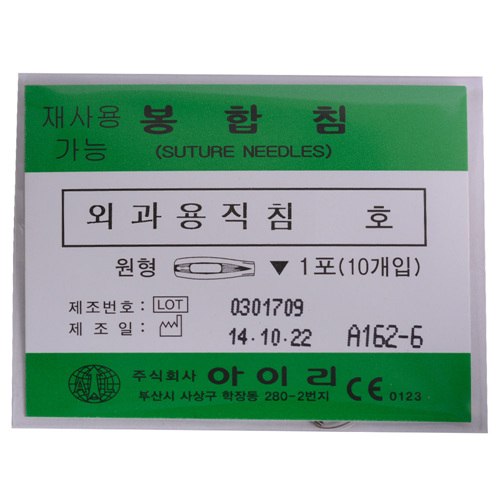 재사용 가능 봉합침
(SUTURE NEEDLES)
외과용직침 호
원형 ▼ 1포(10개입)
제조번호: LOT 0301709
제조일: 14.10.22 A162-6
주식회사 아이리
부산시 사상구 학장동 280-2번지 CE 0123